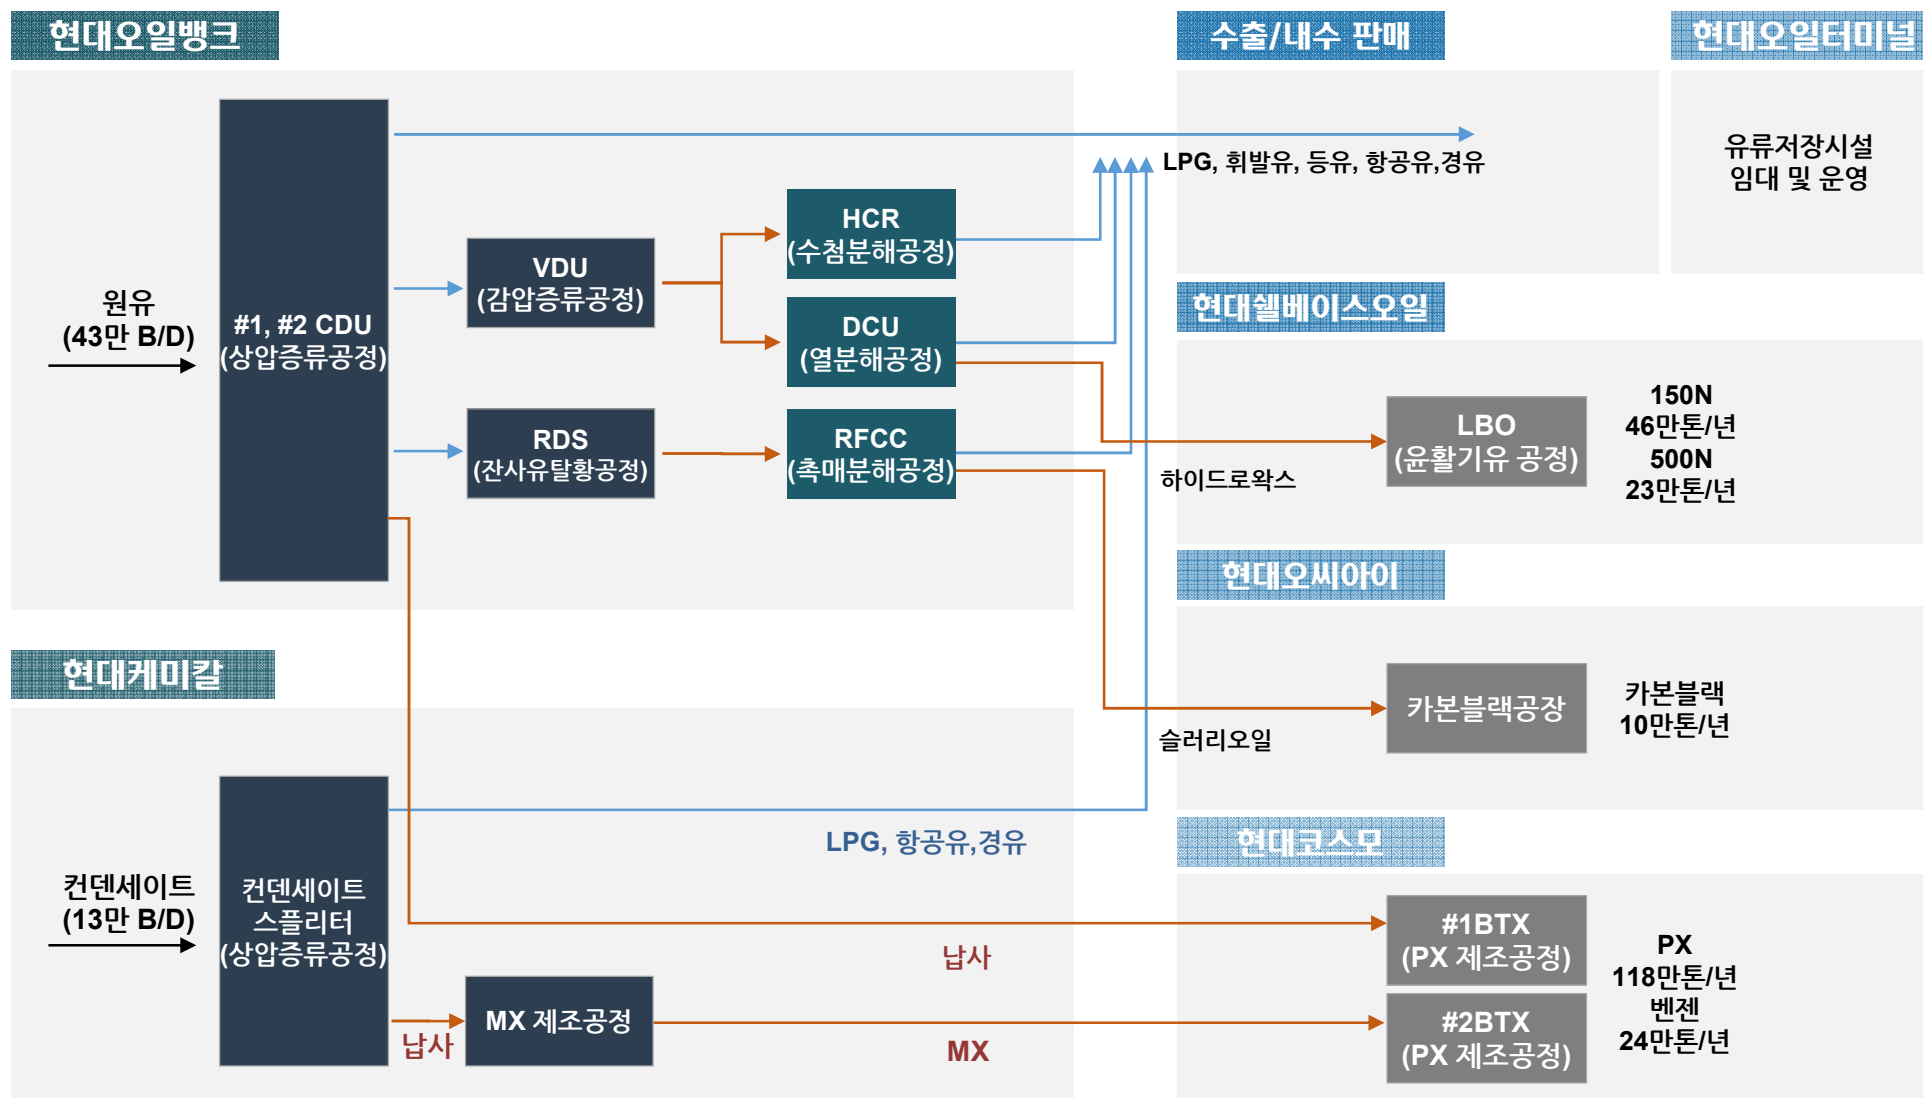 현대오일뱅크
원유
(43만 B/D)
#1, #2 CDU
(상압증류공정)
VDU
(감압증류공정)
RDS
(잔사유탈황공정)
HCR
(수첨분해공정)
DCU
(열분해공정)
RFCC
(촉매분해공정)
수출/내수 판매
LPG, 휘발유, 등유, 항공유,경유
현대오일터미널
유류저장시설
임대 및 운영
현대쉘베이스오일
하이드로왁스
LBO
(윤활기유 공정)
150N
46만톤/년
500N
23만톤/년
현대오씨아이
슬러리오일
카본블랙공장
카본블랙
10만톤/년
현대케미칼
컨덴세이트
(13만 B/D)
컨덴세이트
스플리터
(상압증류공정)
LPG, 항공유,경유
납사
납사
MX 제조공정
MX
현대코스모
#1BTX
(PX 제조공정)
#2BTX
(PX 제조공정)
PX
118만톤/년
벤젠
24만톤/년